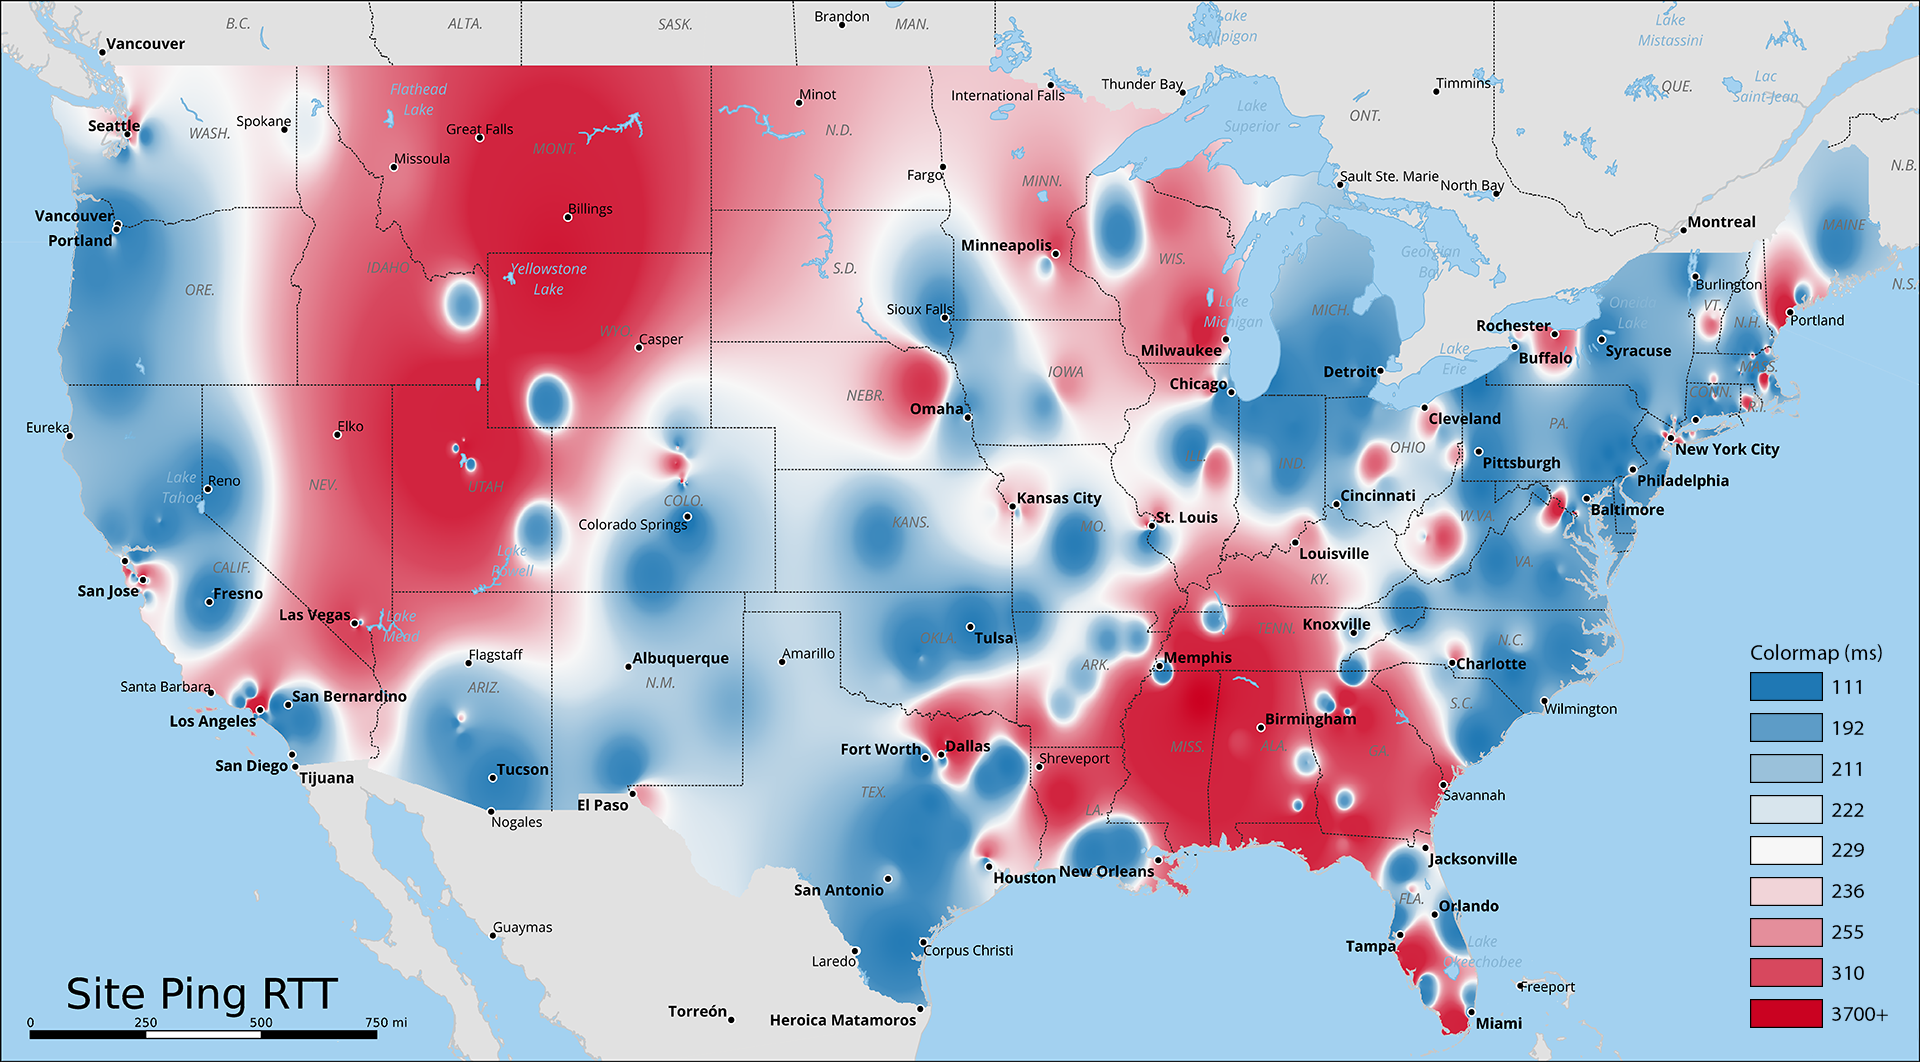 B.C.
ALTA.
SASK.
Brandon
MAN.
Lake
Nipigon
Lake
Mistassini
Vancouver
International Falls
Thunder Bay
Timmins
QUE.
Lac
Saint-Jean
Flathead
Lake
Minot
Lake
Superior
ONT.
Seattle
WASH.
Spokane
Great Falls
MONT.
N.D.
Missoula
Fargo
MINN.
Sault Ste. Marie
North Bay
N.B.
Vancouver
Portland
Billings
Minneapolis
Montreal
MAINE
IDAHO
Yellowstone
Lake
S.D.
WIS.
Georgian
Bay
ORE.
Burlington
N.S.
Sioux Falls
Lake
Michigan
MICH.
Oneida
Lake
VT.
N.H.
Portland
WYO.
Casper
Milwaukee
Rochester
Buffalo
Syracuse
Lake
Erie
MASS.
IOWA
Chicago
Detroit
NEBR.
Omaha
CONN.
R.I.
Eureka
Elko
Cleveland
PA.
New York City
OHIO
Pittsburgh
Lake
Tahoe
Reno
NEV.
UTAH
COLO.
ILL.
IND.
Philadelphia
Kansas City
Cincinnati
Baltimore
Colorado Springs
KANS.
MO.
St. Louis
W.VA.
Lake
Powell
Louisville
VA.
CALIF.
KY.
San Jose
Fresno
Las Vegas
Lake
Mead
TENN.
Knoxville
OKLA.
Tulsa
N.C.
Flagstaff
Albuquerque
Amarillo
ARK.
Memphis
Charlotte
Santa Barbara
San Bernardino
ARIZ.
N.M.
S.C.
Wilmington
Los Angeles
Birmingham
Fort Worth
Dallas
MISS.
ALA.
GA.
San Diego
Tijuana
Tucson
Shreveport
El Paso
TEX.
LA.
Savannah
Nogales
Houston
New Orleans
Jacksonville
San Antonio
FLA.
Orlando
Guaymas
Corpus Christi
Tampa
Lake
Okeechobee
Laredo
Freeport
Torreón
Heroica Matamoros
Miami
Site Ping RTT
0 250 500 750 mi
Colormap (ms)
111
192
211
222
229
236
255
310
3700+